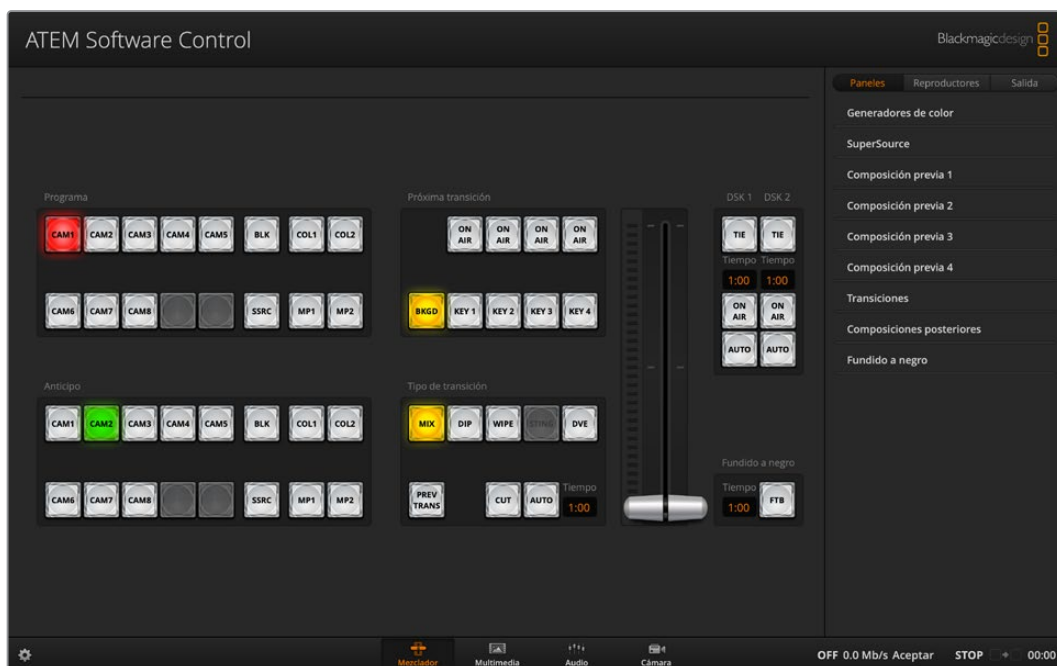 ATEM Software Control
Blackmagicdesign
Paneles Reproductores Salida
Generadores de color
SuperSource
Composición previa 1
Composición previa 2
Composición previa 3
Composición previa 4
Transiciones
Composiciones posteriores
Fundido a negro
Programa
CAM1 CAM2 CAM3 CAM4 CAM5 BLK COL1 COL2
CAM6 CAM7 CAM8 SSRC MP1 MP2
Próxima transición
ON AIR ON AIR ON AIR ON AIR
BKGD KEY 1 KEY 2 KEY 3 KEY 4
DSK 1 DSK 2
TIE TIE
Tiempo Tiempo
1:00 1:00
ON AIR ON AIR
AUTO AUTO
Anticipo
CAM1 CAM2 CAM3 CAM4 CAM5 BLK COL1 COL2
CAM6 CAM7 CAM8 SSRC MP1 MP2
Tipo de transición
MIX DIP WIPE STING DVE
PREV TRANS CUT AUTO
Tiempo
1:00
Fundido a negro
Tiempo
1:00
FTB
Mezclador Multimedia Audio Cámara
OFF 0.0 Mb/s Aceptar STOP 00:00